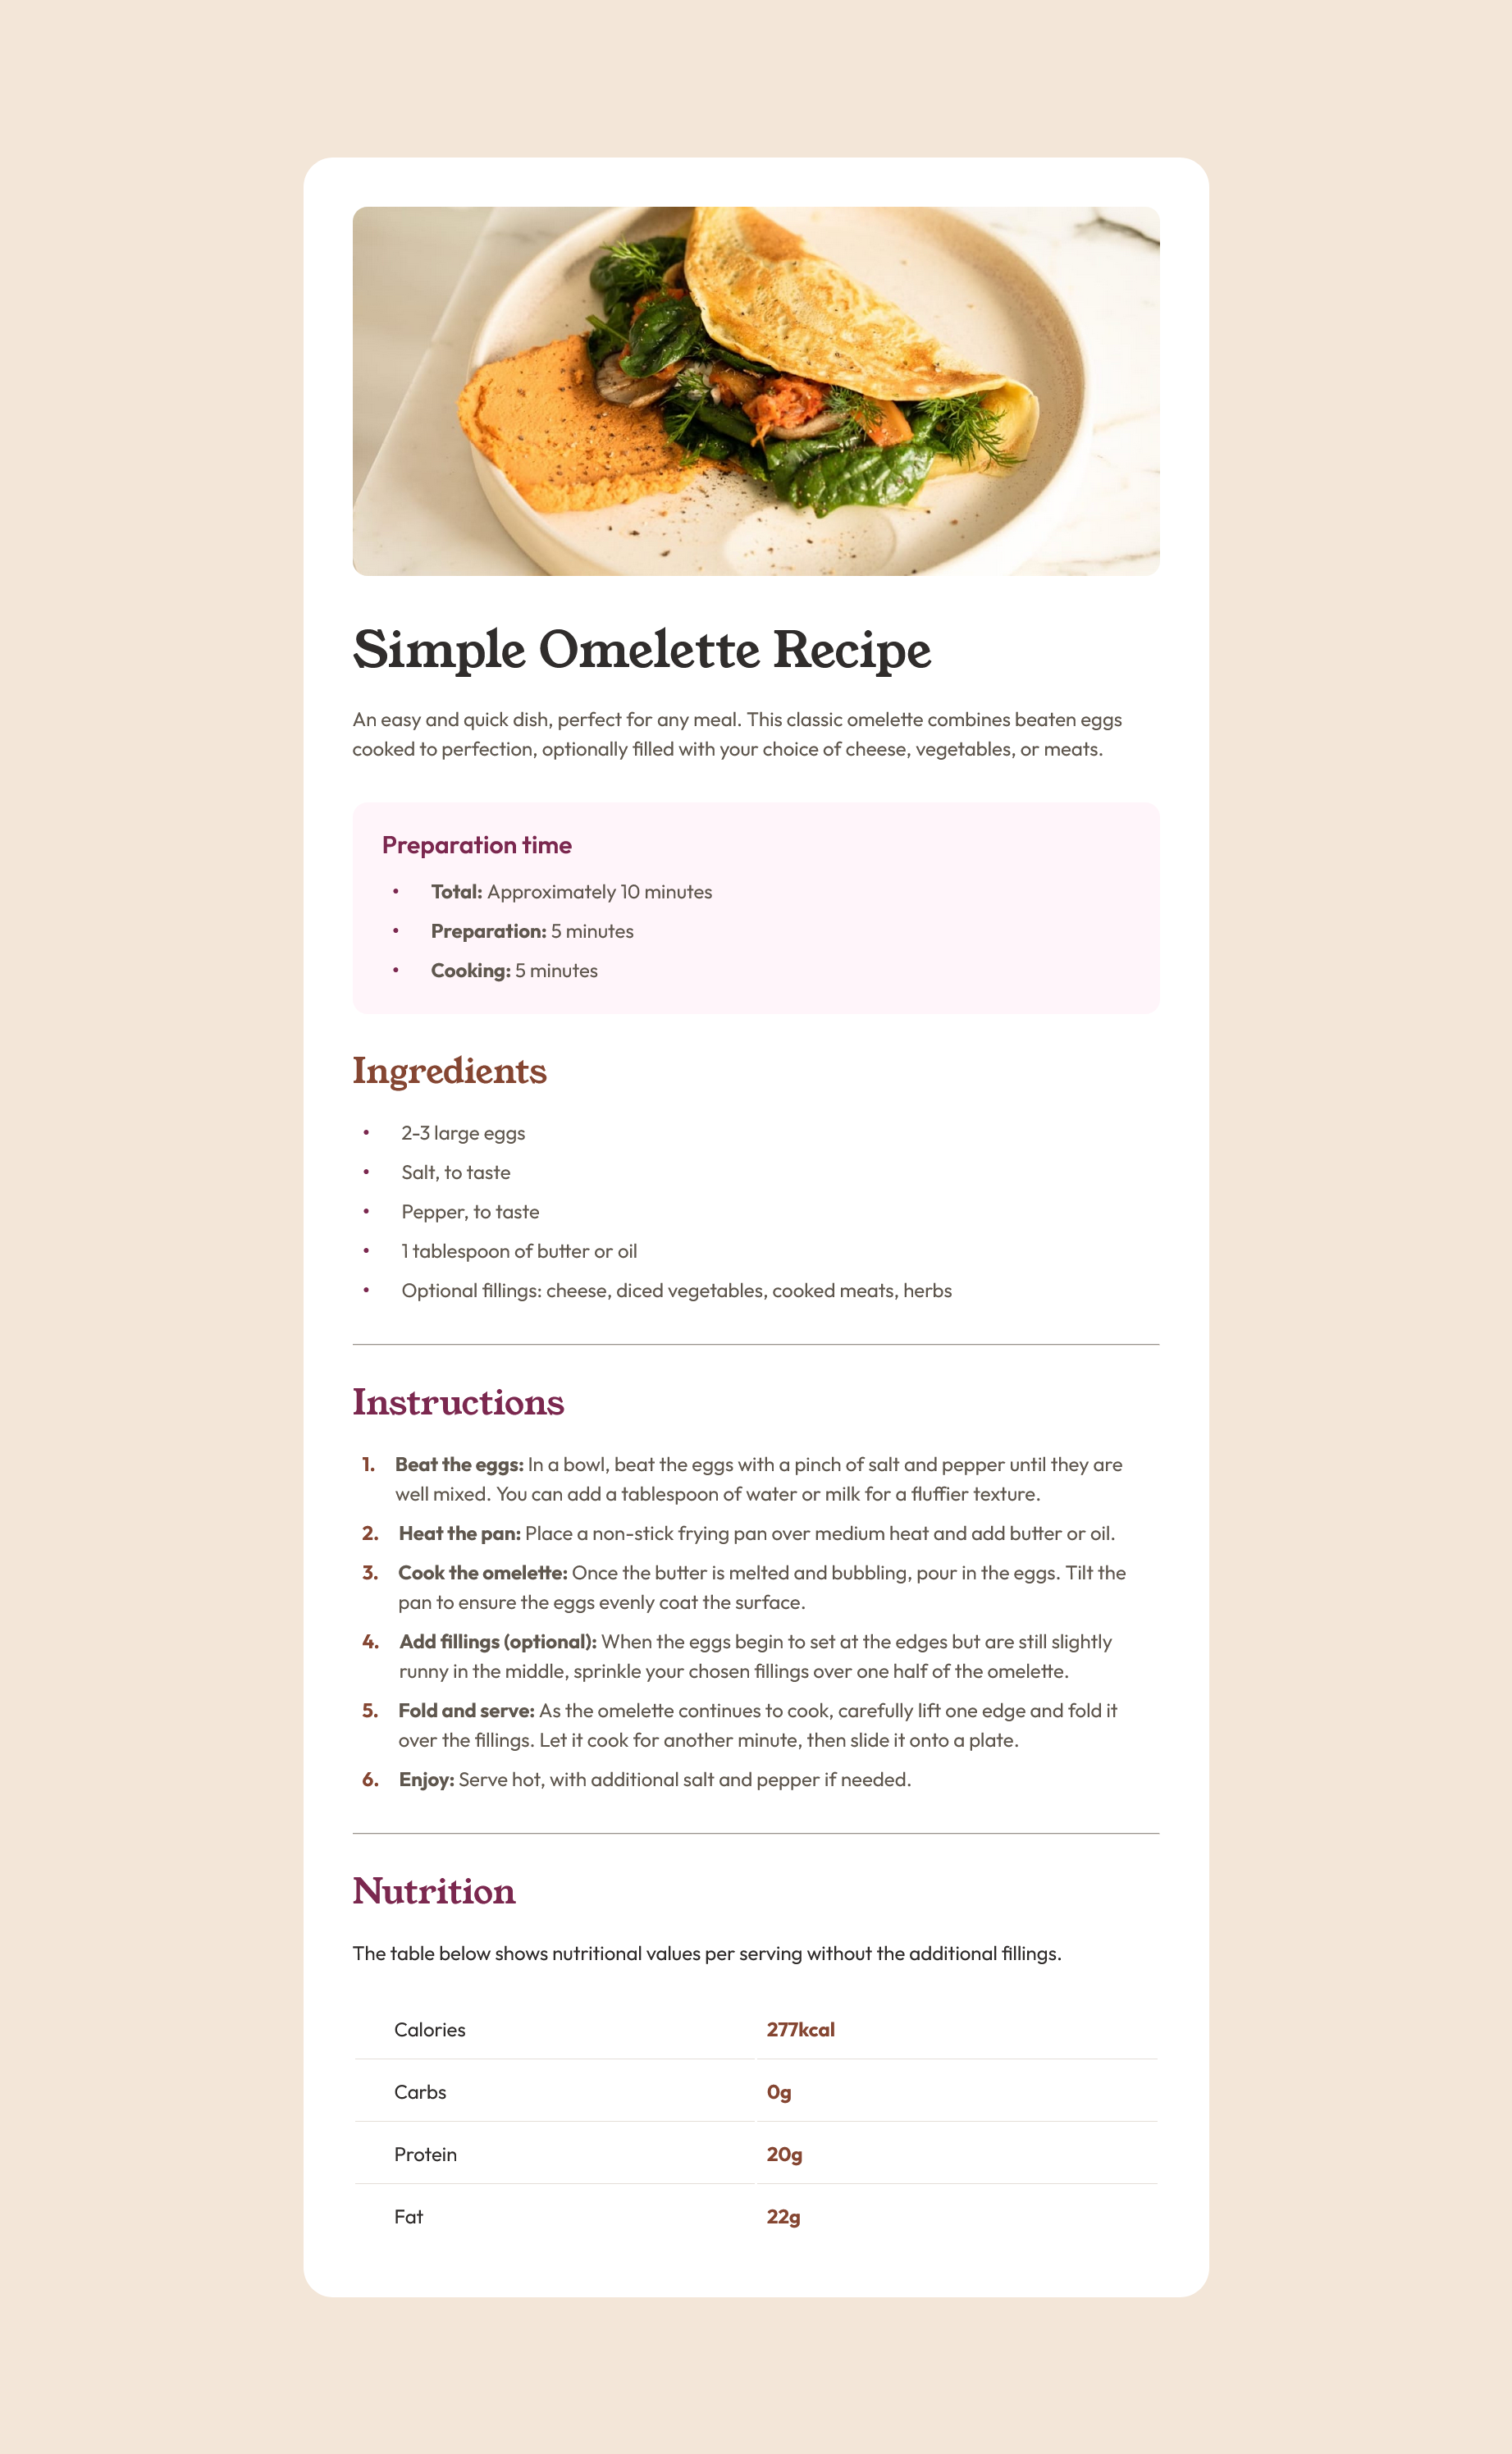 Simple Omelette Recipe
An easy and quick dish, perfect for any meal. This classic omelette combines beaten eggs
cooked to perfection, optionally filled with your choice of cheese, vegetables, or meats.
Preparation time
• Total: Approximately 10 minutes
• Preparation: 5 minutes
• Cooking: 5 minutes
Ingredients
• 2-3 large eggs
• Salt, to taste
• Pepper, to taste
• 1 tablespoon of butter or oil
• Optional fillings: cheese, diced vegetables, cooked meats, herbs
Instructions
1. Beat the eggs: In a bowl, beat the eggs with a pinch of salt and pepper until they are
well mixed. You can add a tablespoon of water or milk for a fluffier texture.
2. Heat the pan: Place a non-stick frying pan over medium heat and add butter or oil.
3. Cook the omelette: Once the butter is melted and bubbling, pour in the eggs. Tilt the
pan to ensure the eggs evenly coat the surface.
4. Add fillings (optional): When the eggs begin to set at the edges but are still slightly
runny in the middle, sprinkle your chosen fillings over one half of the omelette.
5. Fold and serve: As the omelette continues to cook, carefully lift one edge and fold it
over the fillings. Let it cook for another minute, then slide it onto a plate.
6. Enjoy: Serve hot, with additional salt and pepper if needed.
Nutrition
The table below shows nutritional values per serving without the additional fillings.
Calories 277kcal
Carbs 0g
Protein 20g
Fat 22g